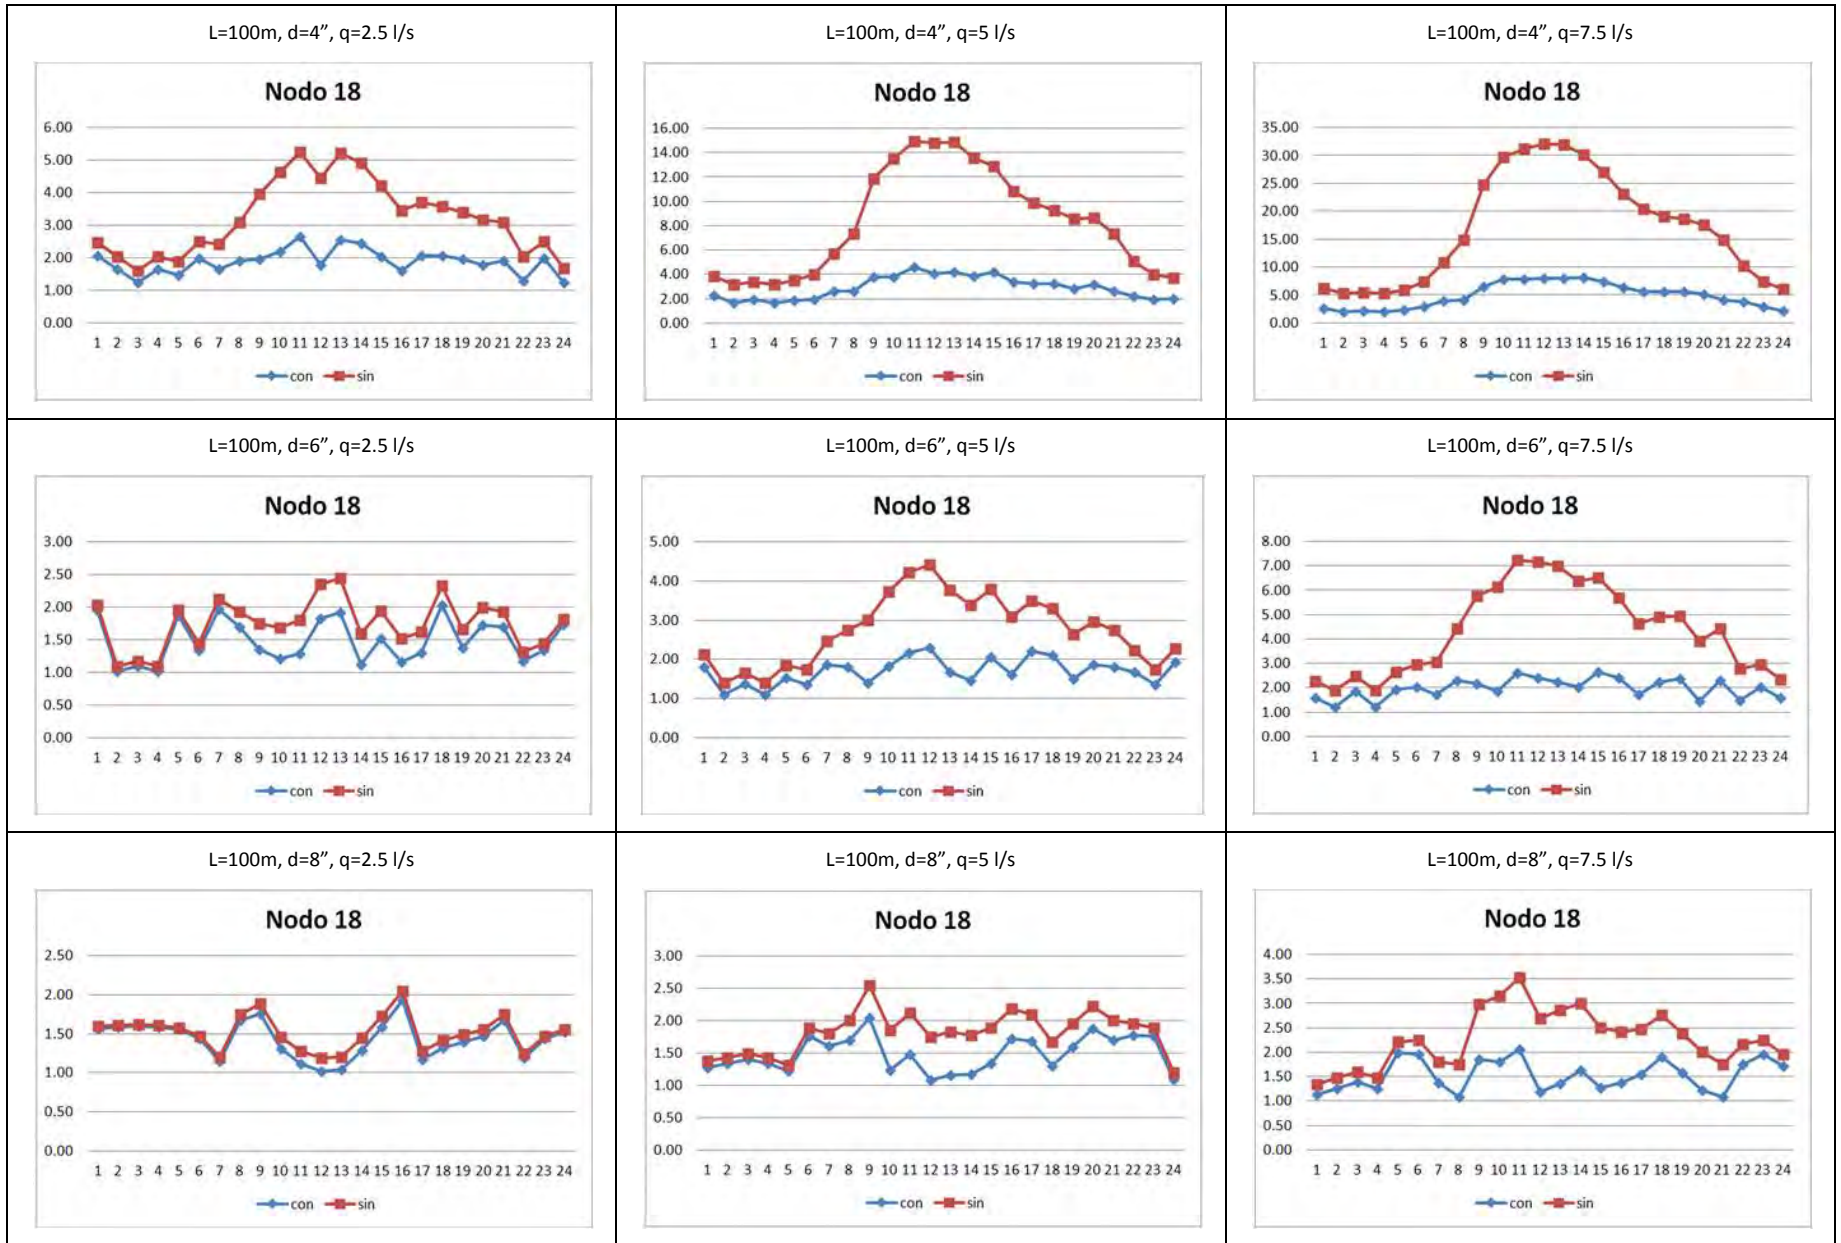 L=100m, d=4”, q=2.5 l/s
Nodo 18
6.00
5.00
4.00
3.00
2.00
1.00
0.00
1 2 3 4 5 6 7 8 9 10 11 12 13 14 15 16 17 18 19 20 21 22 23 24
con sin
L=100m, d=4”, q=5 l/s
Nodo 18
16.00
14.00
12.00
10.00
8.00
6.00
4.00
2.00
0.00
1 2 3 4 5 6 7 8 9 10 11 12 13 14 15 16 17 18 19 20 21 22 23 24
con sin
L=100m, d=4”, q=7.5 l/s
Nodo 18
35.00
30.00
25.00
20.00
15.00
10.00
5.00
0.00
1 2 3 4 5 6 7 8 9 10 11 12 13 14 15 16 17 18 19 20 21 22 23 24
con sin
L=100m, d=6”, q=2.5 l/s
Nodo 18
3.00
2.50
2.00
1.50
1.00
0.50
0.00
1 2 3 4 5 6 7 8 9 10 11 12 13 14 15 16 17 18 19 20 21 22 23 24
con sin
L=100m, d=6”, q=5 l/s
Nodo 18
5.00
4.00
3.00
2.00
1.00
0.00
1 2 3 4 5 6 7 8 9 10 11 12 13 14 15 16 17 18 19 20 21 22 23 24
con sin
L=100m, d=6”, q=7.5 l/s
Nodo 18
8.00
7.00
6.00
5.00
4.00
3.00
2.00
1.00
0.00
1 2 3 4 5 6 7 8 9 10 11 12 13 14 15 16 17 18 19 20 21 22 23 24
con sin
L=100m, d=8”, q=2.5 l/s
Nodo 18
2.50
2.00
1.50
1.00
0.50
0.00
1 2 3 4 5 6 7 8 9 10 11 12 13 14 15 16 17 18 19 20 21 22 23 24
con sin
L=100m, d=8”, q=5 l/s
Nodo 18
3.00
2.50
2.00
1.50
1.00
0.50
0.00
1 2 3 4 5 6 7 8 9 10 11 12 13 14 15 16 17 18 19 20 21 22 23 24
con sin
L=100m, d=8”, q=7.5 l/s
Nodo 18
4.00
3.50
3.00
2.50
2.00
1.50
1.00
0.50
0.00
1 2 3 4 5 6 7 8 9 10 11 12 13 14 15 16 17 18 19 20 21 22 23 24
con sin